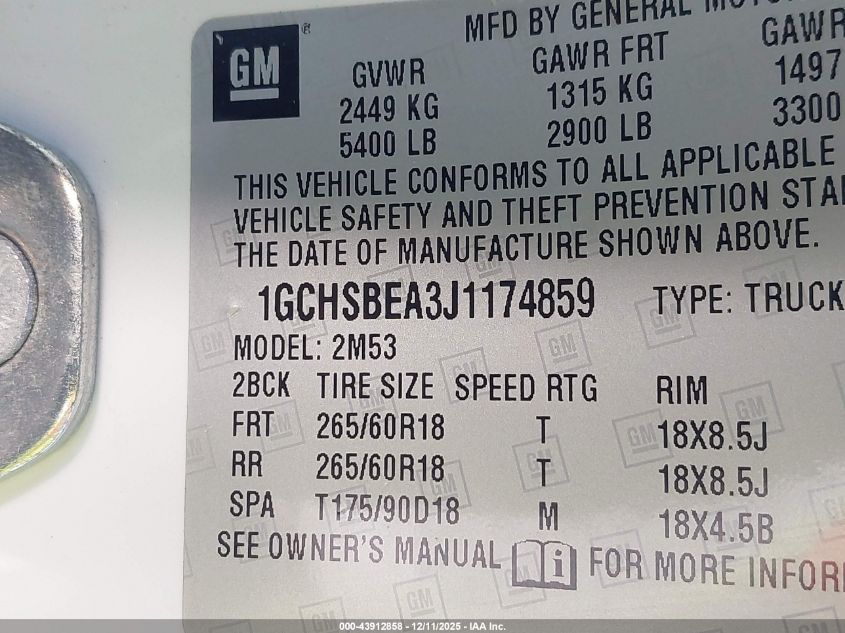 GM ®
MFD BY GENERAL
GVWR GAWR FRT GAWR
2449 KG 1315 KG 1497
5400 LB 2900 LB 3300
THIS VEHICLE CONFORMS TO ALL APPLICABLE
VEHICLE SAFETY AND THEFT PREVENTION
THE DATE OF MANUFACTURE SHOWN ABOVE.
1GCHSBEA3J1174859 TYPE: TRUCK
MODEL: 2M53
2BCK TIRE SIZE SPEED RTG RIM
FRT 265/60R18 T 18X8.5J
RR 265/60R18 T 18X8.5J
SPA T175/90D18 M 18X4.5B
SEE OWNER'S MANUAL i FOR MORE
000-43912858 - 12/11/2025 - IAA Inc.